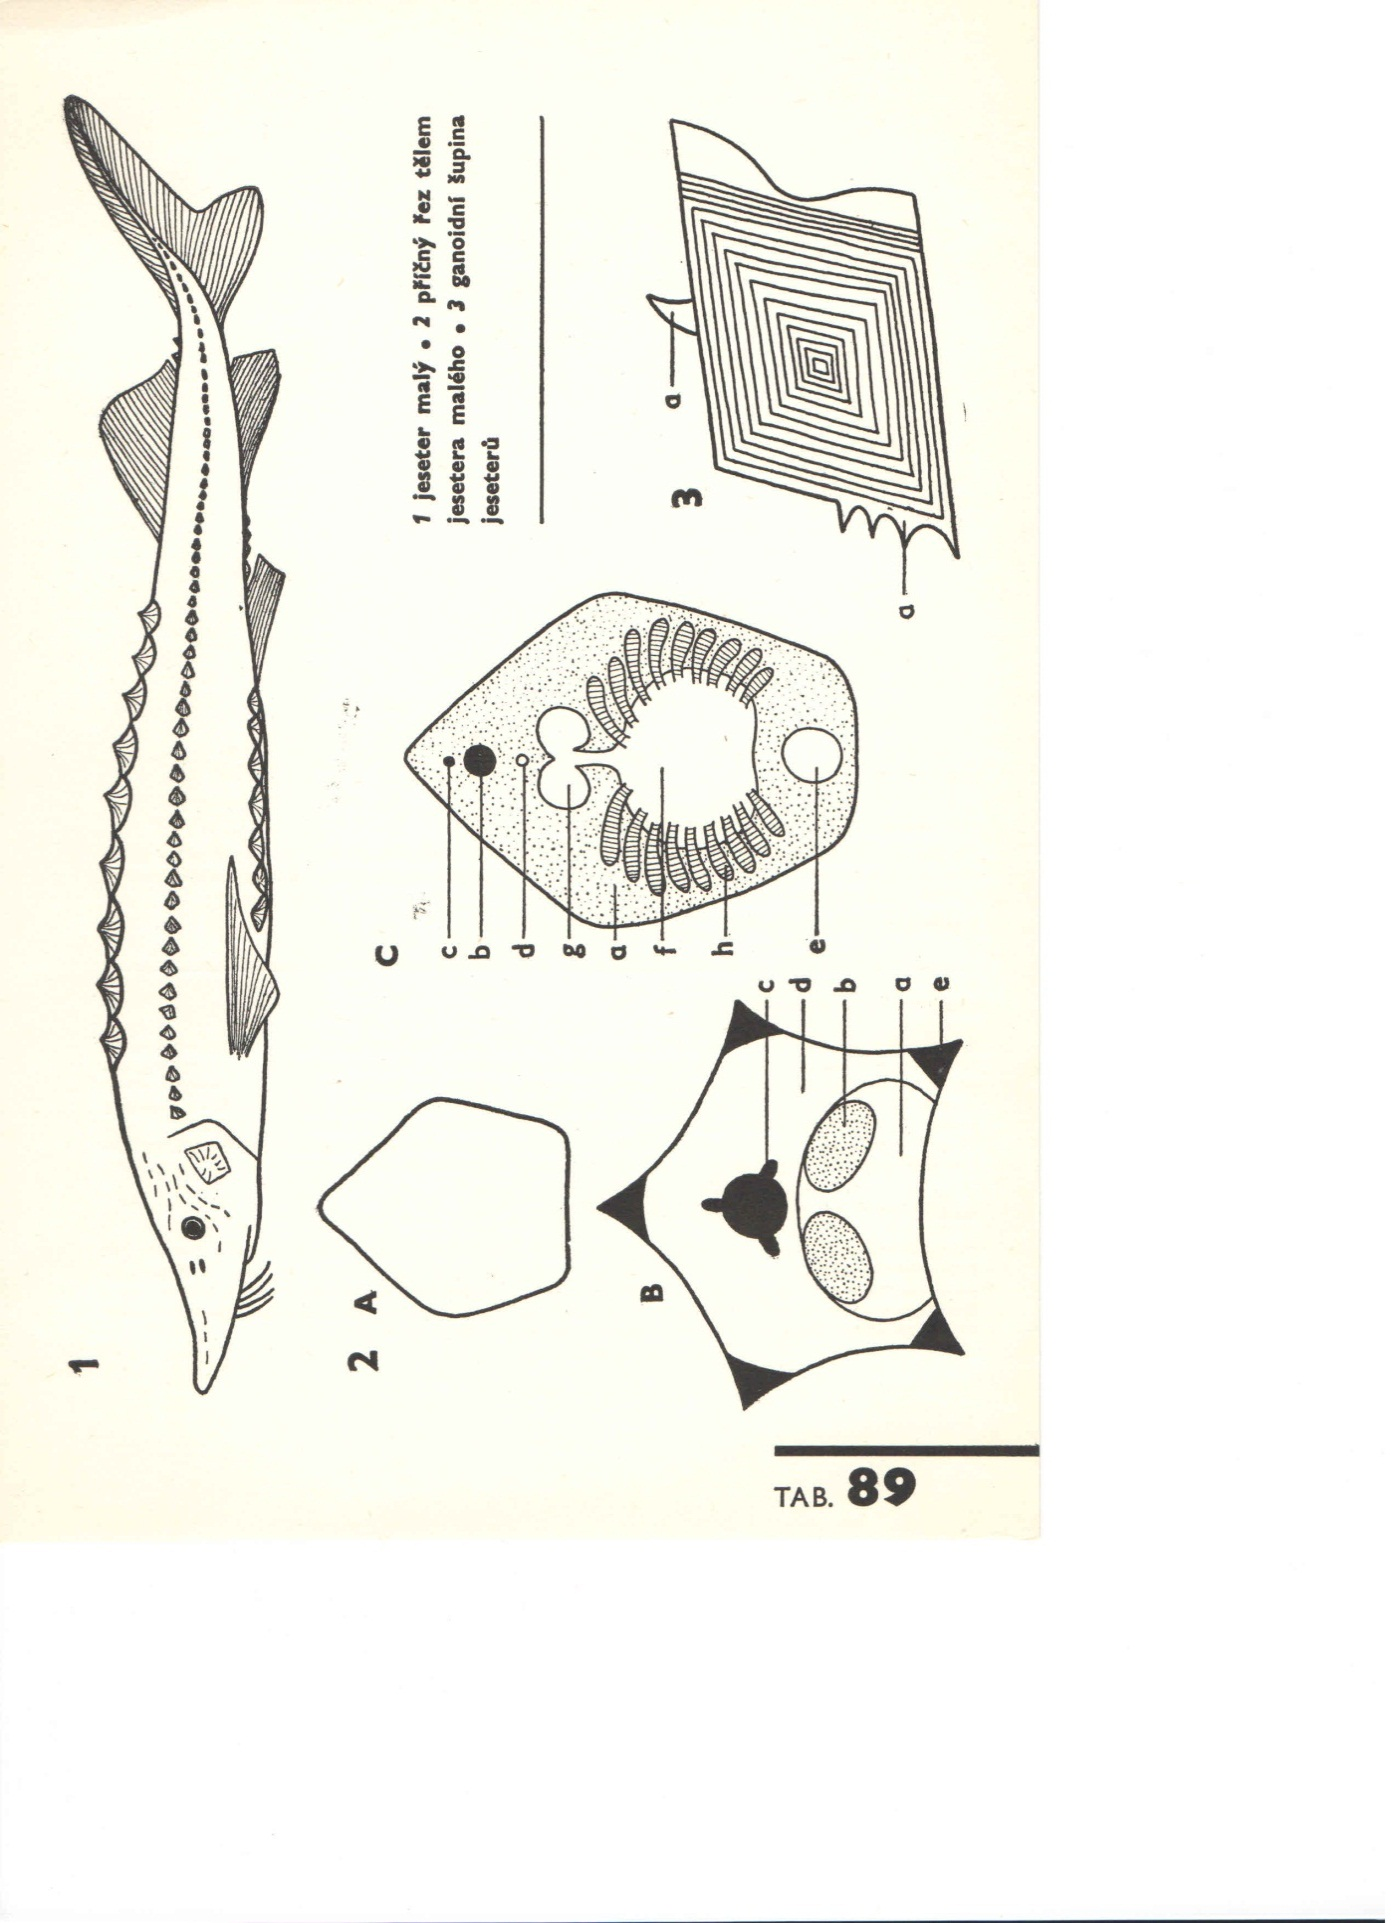 1
1 jeseter malý • 2 příčný řez tělem
jesetera malého • 3 ganoidní šupina
jeseterů
2 A
B
c
d
b
a
e
C
c
b
d
g
a
f
h
e
3
a
a
TAB. 89